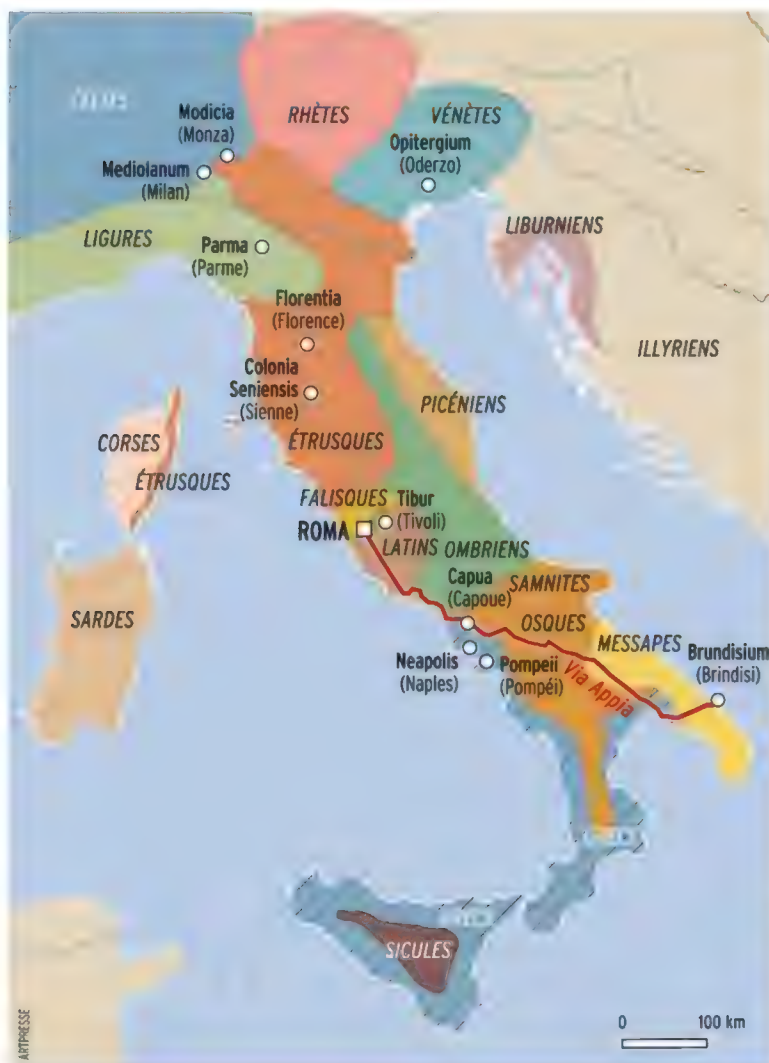 Modicia
(Monza)
RHÈTES
VÉNÈTES
Opitergium
(Oderzo)
Mediolanum
(Milan)
LIGURES
Parma
(Parme)
LIBURNIENS
Florentia
(Florence)
ILLYRIENS
Colonia
Seniensis
(Sienne)
PICÉNIENS
CORSES
ÉTRUSQUES
ÉTRUSQUES
FALISQUES
Tibur
(Tivoli)
ROMA
LATINS
OMBRIENS
Capua
(Capoue)
SAMNITES
SARDES
OSQUES
MESSAPES
Brundisium
(Brindisi)
Neapolis
(Naples)
Pompeii
(Pompéi)
Via Appia
SICULES
ARTPRESSE
0 100 km